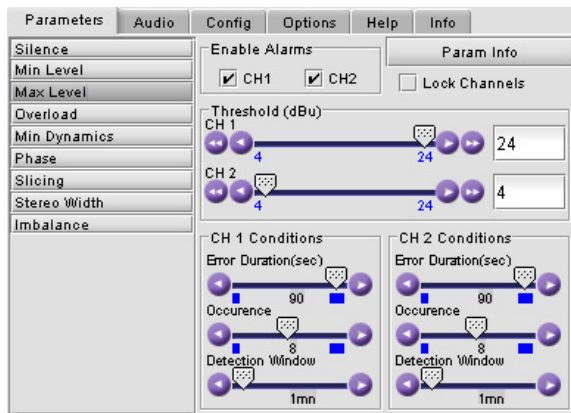 Parameters Audio Config Options Help Info
Silence
Min Level
Max Level
Overload
Min Dynamics
Phase
Slicing
Stereo Width
Imbalance
Enable Alarms
CH1 CH2
Param Info
Lock Channels
Threshold (dBu)
CH 1
4 24
24
CH 2
4 24
4
CH 1 Conditions
Error Duration(sec)
90
Occurence
8
Detection Window
1mn
CH 2 Conditions
Error Duration(sec)
90
Occurence
8
Detection Window
1mn